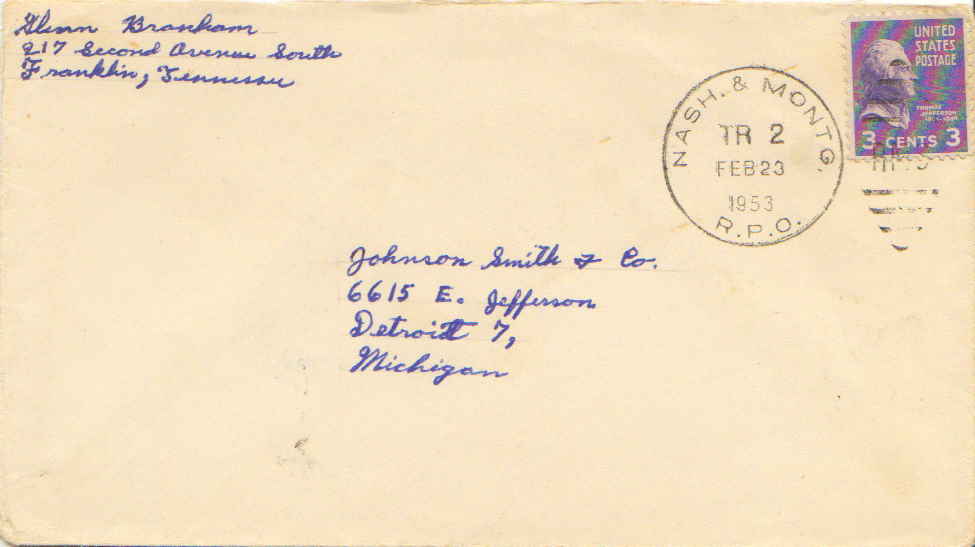 Glenn Branham
217 Second Avenue South
Franklin, Tennessee
NASH. & MONTG.
TR 2
FEB 23
1953
R.P.O.
UNITED
STATES
POSTAGE
THOMAS
JEFFERSON
3 CENTS 3
Johnson Smith & Co.
6615 E. Jefferson
Detroit 7,
Michigan